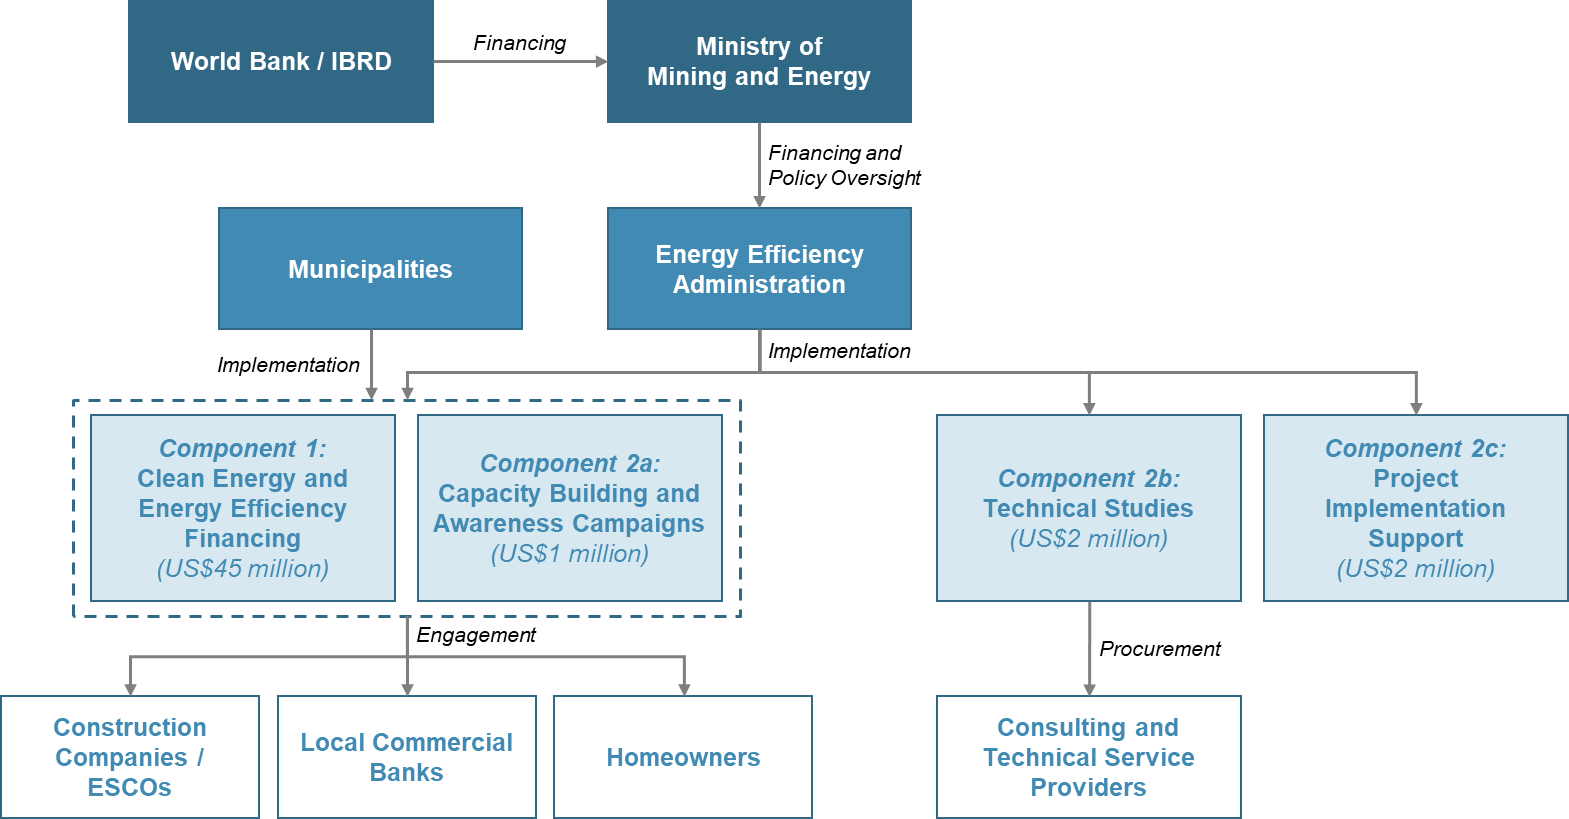 World Bank / IBRD
Financing
Ministry of
Mining and Energy
Financing and
Policy Oversight
Municipalities
Energy Efficiency
Administration
Implementation
Implementation
Component 1:
Clean Energy and
Energy Efficiency
Financing
(US$45 million)
Component 2a:
Capacity Building and
Awareness Campaigns
(US$1 million)
Component 2b:
Technical Studies
(US$2 million)
Component 2c:
Project
Implementation
Support
(US$2 million)
Engagement
Procurement
Construction
Companies /
ESCOs
Local Commercial
Banks
Homeowners
Consulting and
Technical Service
Providers